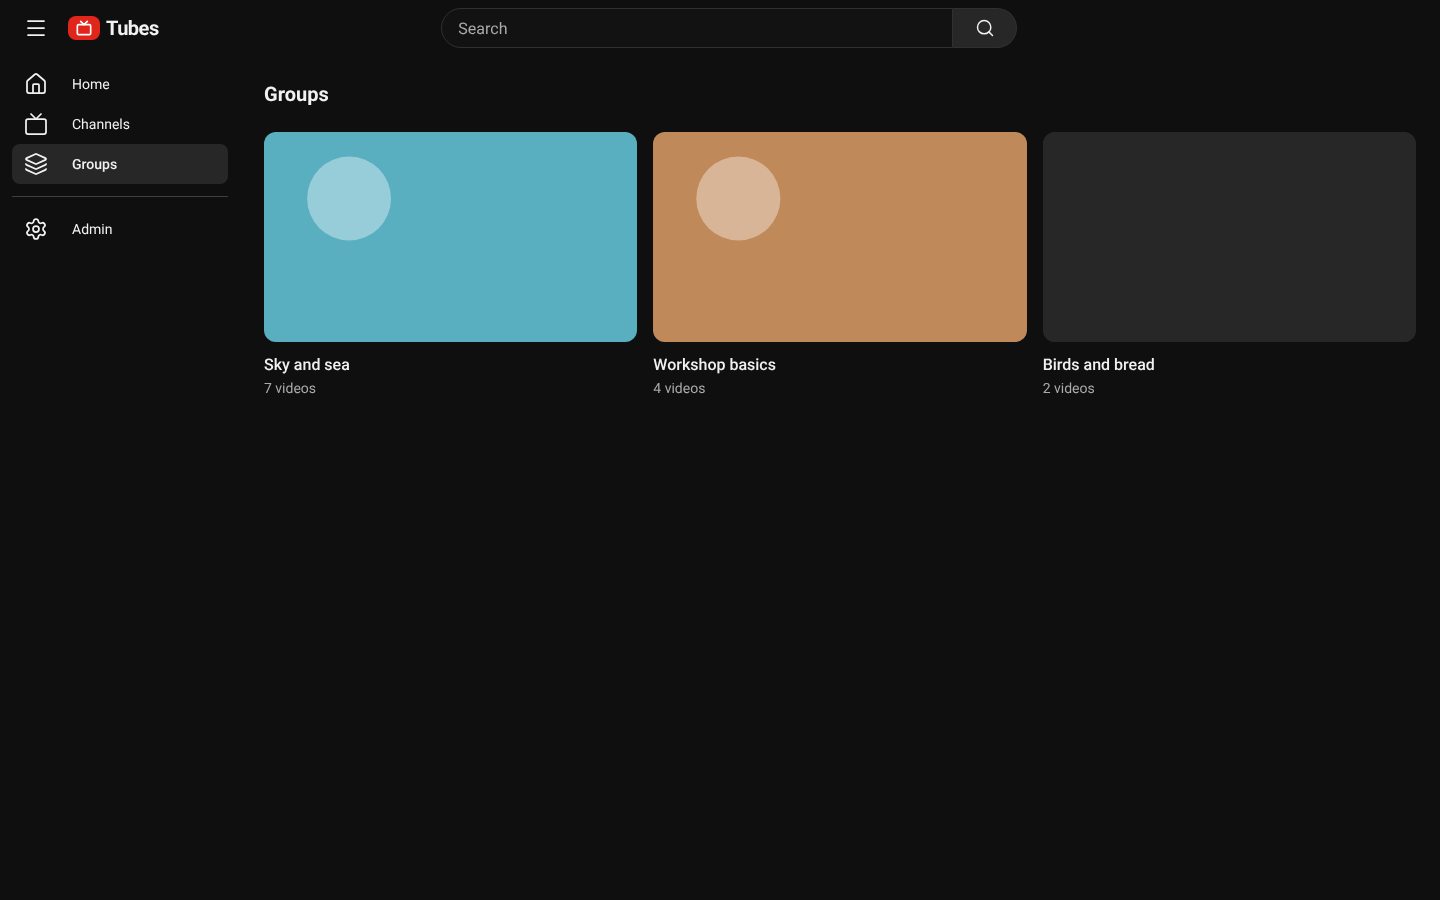 Tubes
Search
Home
Channels
Groups
Admin
Groups
Sky and sea
7 videos
Workshop basics
4 videos
Birds and bread
2 videos